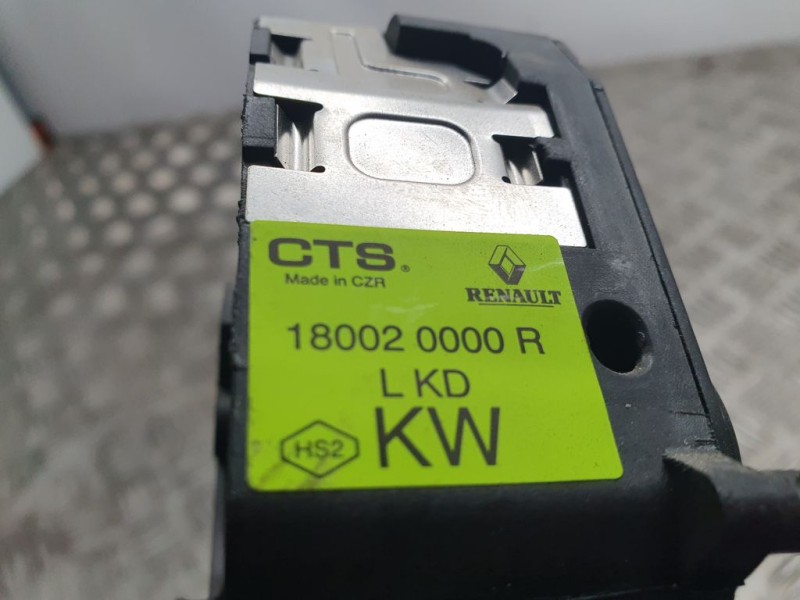 CTS®
Made in CZR
RENAULT
18002 0000 R
L KD
HS2
KW